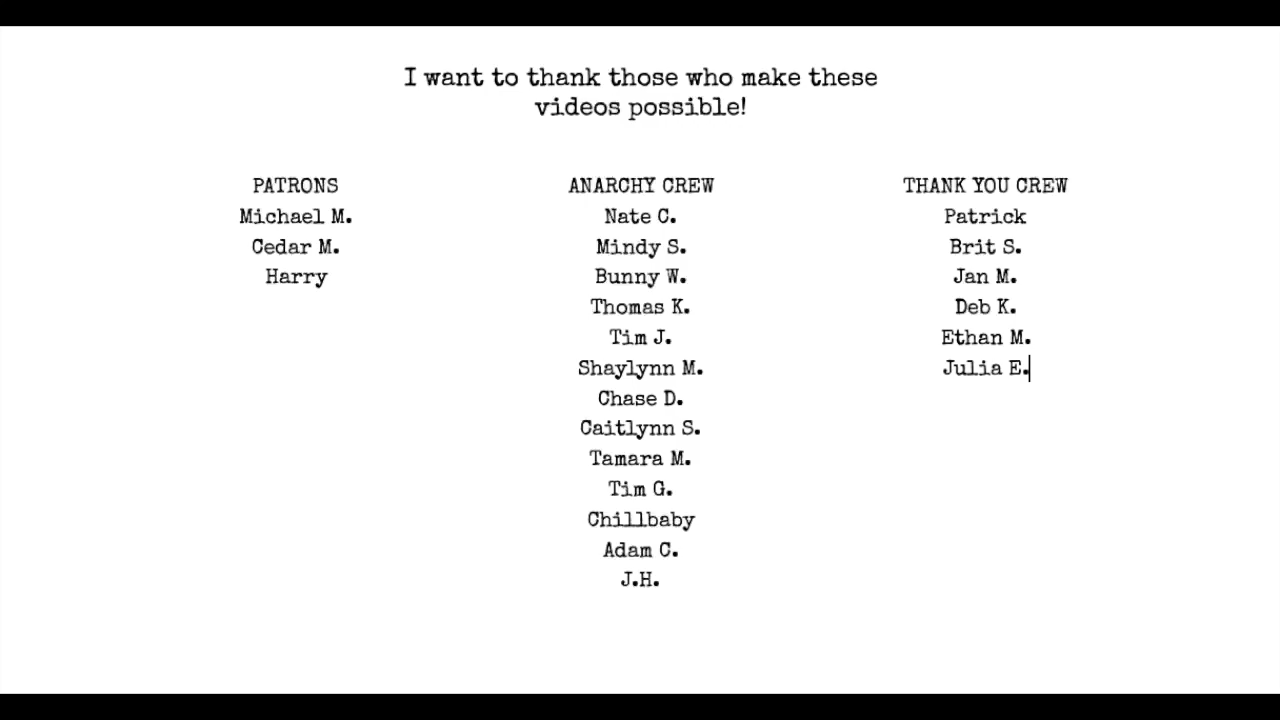 I want to thank those who make these
videos possible!
PATRONS
Michael M.
Cedar M.
Harry
ANARCHY CREW
Nate C.
Mindy S.
Bunny W.
Thomas K.
Tim J.
Shaylynn M.
Chase D.
Caitlynn S.
Tamara M.
Tim G.
Chillbaby
Adam C.
J.H.
THANK YOU CREW
Patrick
Brit S.
Jan M.
Deb K.
Ethan M.
Julia E.